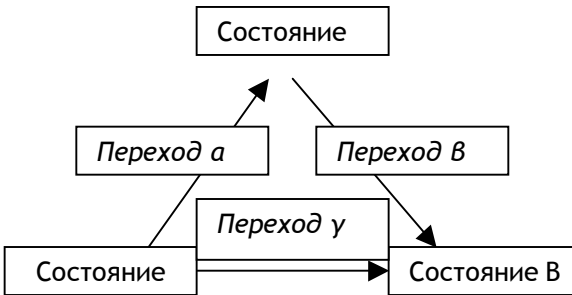 Состояние
Переход α
Переход β
Переход γ
Состояние
Состояние В